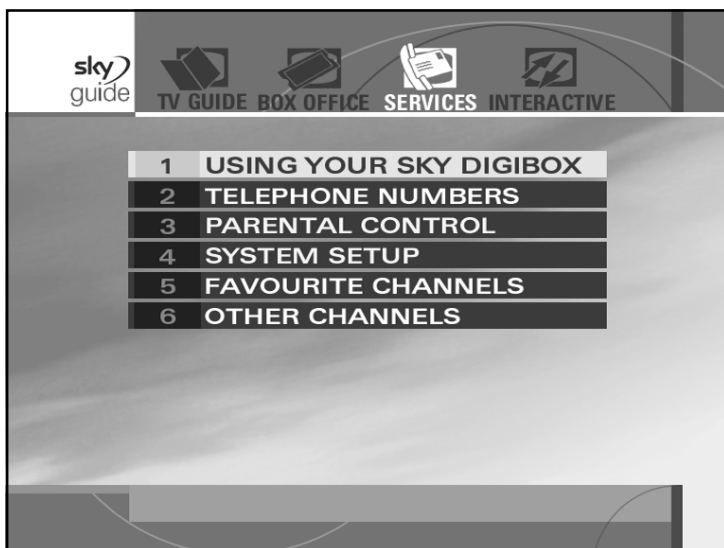 sky
guide
TV GUIDE BOX OFFICE SERVICES INTERACTIVE
1 USING YOUR SKY DIGIBOX
2 TELEPHONE NUMBERS
3 PARENTAL CONTROL
4 SYSTEM SETUP
5 FAVOURITE CHANNELS
6 OTHER CHANNELS